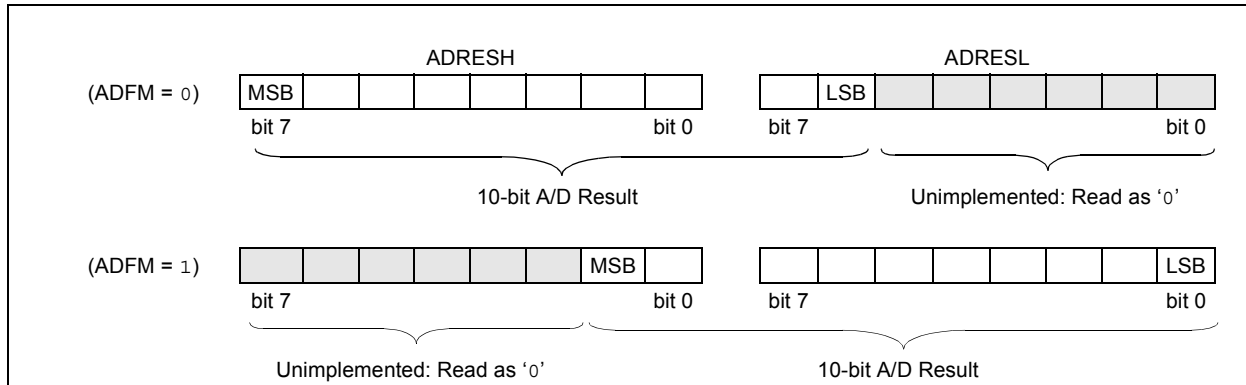 ADRESH ADRESL
(ADFM = 0) MSB LSB
bit 7 bit 0 bit 7 bit 0
10-bit A/D Result Unimplemented: Read as ‘0’
(ADFM = 1) MSB LSB
bit 7 bit 0 bit 7 bit 0
Unimplemented: Read as ‘0’ 10-bit A/D Result